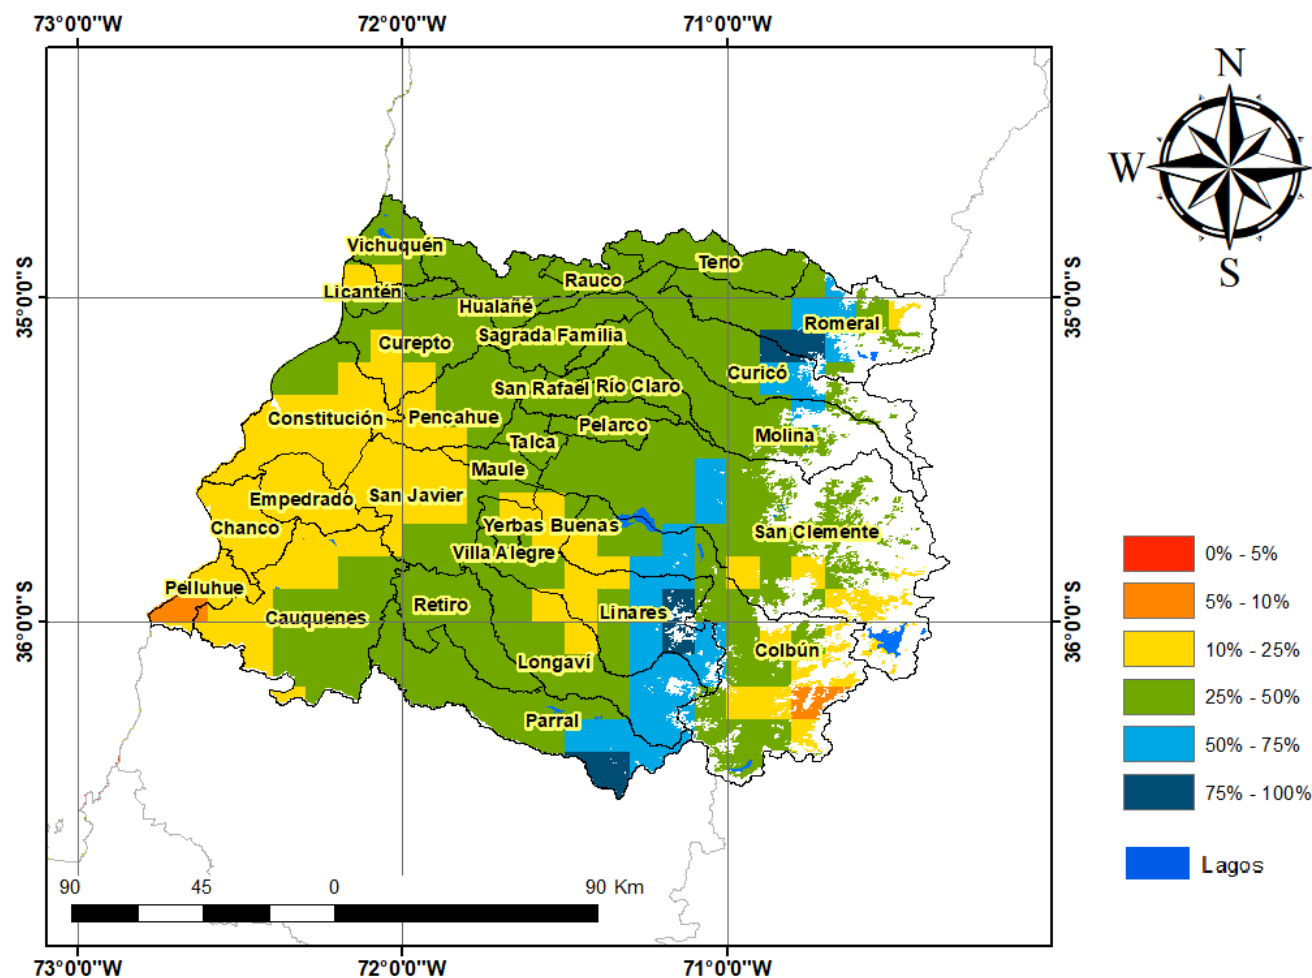 73°0'0"W 72°0'0"W 71°0'0"W
N
W
S
35°0'0"S
35°0'0"S
36°0'0"S
36°0'0"S
Vichuquén
Teno
Rauco
Licantén
Hualañé
Romeral
Sagrada Familia
Curepto
Curicó
San Rafael
Río Claro
Constitución
Pencahue
Pelarco
Molina
Talca
Maule
Empedrado
San Javier
Chanco
Yerbas Buenas
San Clemente
Villa Alegre
Pelluhue
Retiro
Linares
Cauquenes
Colbún
Longaví
Parral
0% - 5%
5% - 10%
10% - 25%
25% - 50%
50% - 75%
75% - 100%
Lagos
90 45 0 90 Km
73°0'0"W 72°0'0"W 71°0'0"W